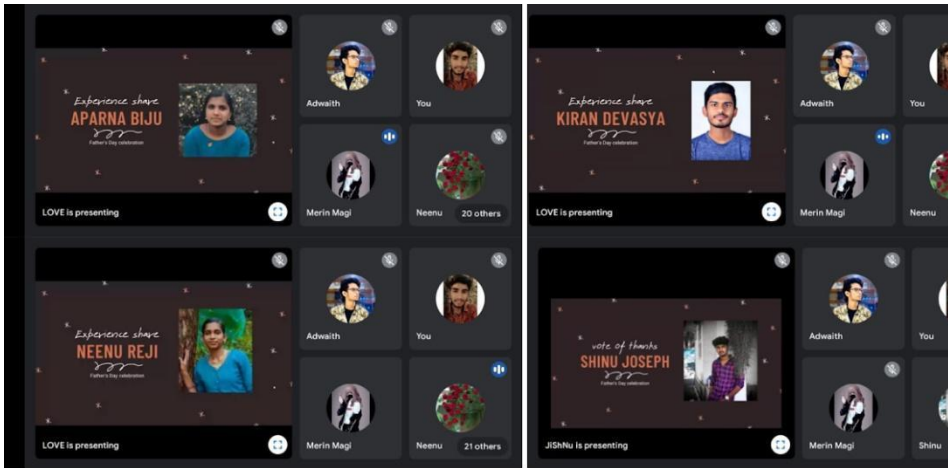 Experience share
APARNA BIJU
Father's Day celebration
LOVE is presenting
Adwaith
You
Merin Magi
Neenu
20 others
Experience share
KIRAN DEVASYA
Father's Day celebration
LOVE is presenting
Adwaith
You
Merin Magi
Neenu
Experience share
NEENU REJI
Father's Day celebration
LOVE is presenting
Adwaith
You
Merin Magi
Neenu
21 others
vote of thanks
SHINU JOSEPH
Father's Day celebration
JiShNu is presenting
Adwaith
You
Merin Magi
Shinu